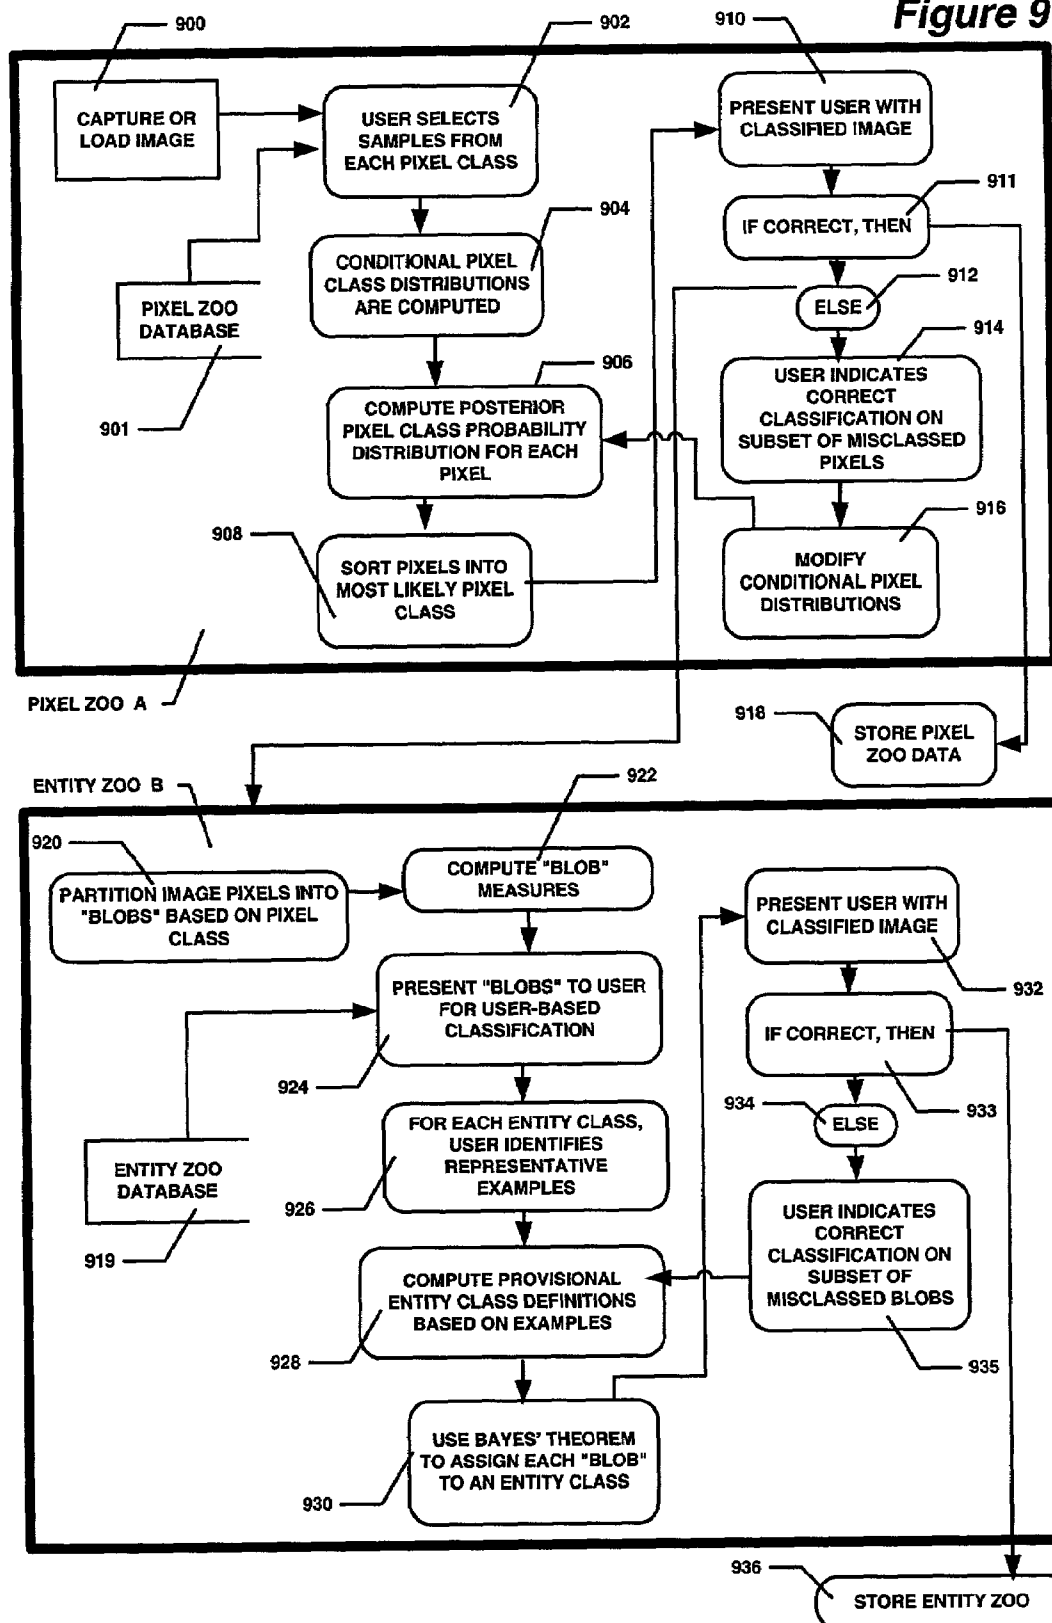 Figure 9
900
902
910
CAPTURE OR
LOAD IMAGE
USER SELECTS
SAMPLES FROM
EACH PIXEL CLASS
PRESENT USER WITH
CLASSIFIED IMAGE
911
904
IF CORRECT, THEN
CONDITIONAL PIXEL
CLASS DISTRIBUTIONS
ARE COMPUTED
912
ELSE
PIXEL ZOO
DATABASE
914
906
901
USER INDICATES
CORRECT
CLASSIFICATION ON
SUBSET OF MISCLASSED
PIXELS
COMPUTE POSTERIOR
PIXEL CLASS PROBABILITY
DISTRIBUTION FOR EACH
PIXEL
916
908
SORT PIXELS INTO
MOST LIKELY PIXEL
CLASS
MODIFY
CONDITIONAL PIXEL
DISTRIBUTIONS
PIXEL ZOO A
918
STORE PIXEL
ZOO DATA
ENTITY ZOO B
922
920
PARTITION IMAGE PIXELS INTO
"BLOBS" BASED ON PIXEL
CLASS
COMPUTE "BLOB"
MEASURES
PRESENT USER WITH
CLASSIFIED IMAGE
932
PRESENT "BLOBS" TO USER
FOR USER-BASED
CLASSIFICATION
924
IF CORRECT, THEN
933
934
ELSE
FOR EACH ENTITY CLASS,
USER IDENTIFIES
REPRESENTATIVE
EXAMPLES
926
ENTITY ZOO
DATABASE
919
USER INDICATES
CORRECT
CLASSIFICATION ON
SUBSET OF
MISCLASSED BLOBS
935
COMPUTE PROVISIONAL
ENTITY CLASS DEFINITIONS
BASED ON EXAMPLES
928
USE BAYES' THEOREM
TO ASSIGN EACH "BLOB"
TO AN ENTITY CLASS
930
936
STORE ENTITY ZOO